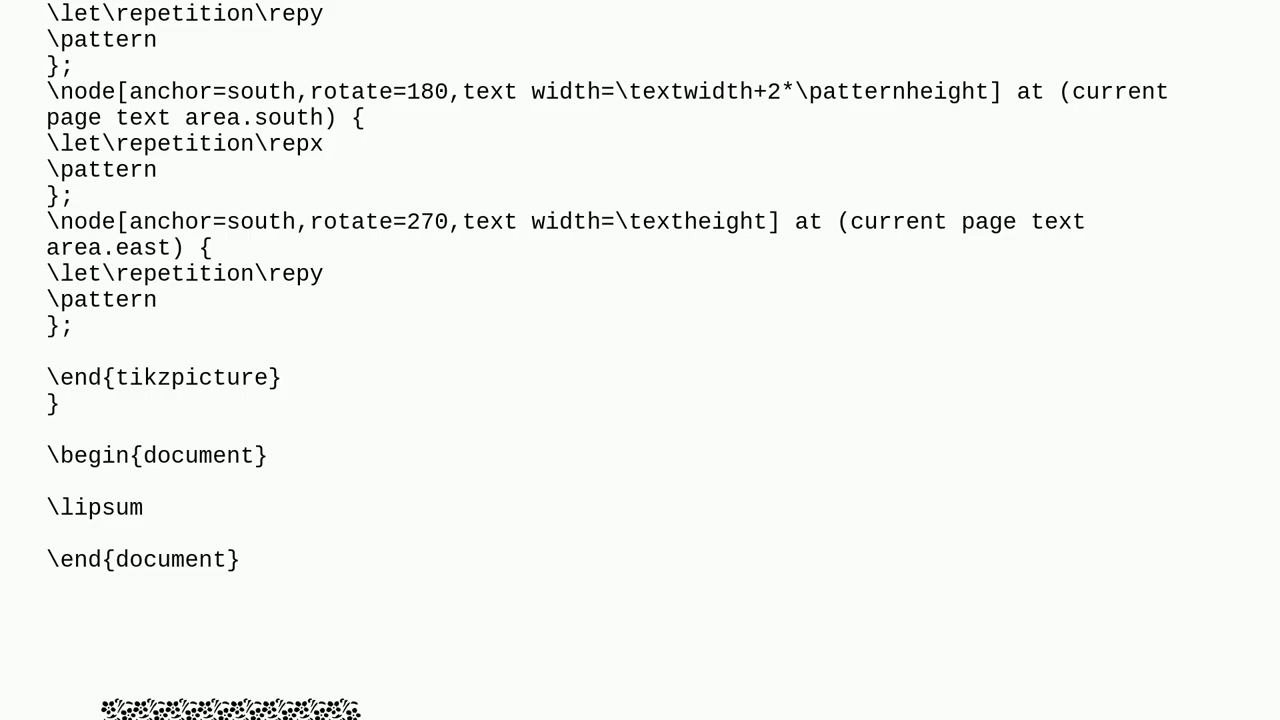 \let\repetition\repy
\pattern
};
\node[anchor=south,rotate=180,text width=\textwidth+2*\patternheight] at (current
page text area.south) {
\let\repetition\repx
\pattern
};
\node[anchor=south,rotate=270,text width=\textheight] at (current page text
area.east) {
\let\repetition\repy
\pattern
};
\end{tikzpicture}
}
\begin{document}
\lipsum
\end{document}